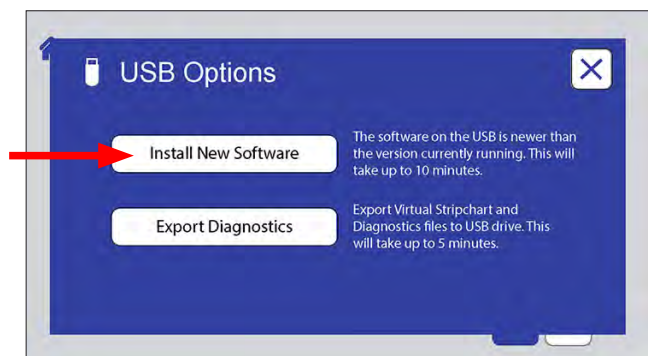 USB Options
Install New Software
The software on the USB is newer than
the version currently running. This will
take up to 10 minutes.
Export Diagnostics
Export Virtual Stripchart and
Diagnostics files to USB drive. This
will take up to 5 minutes.